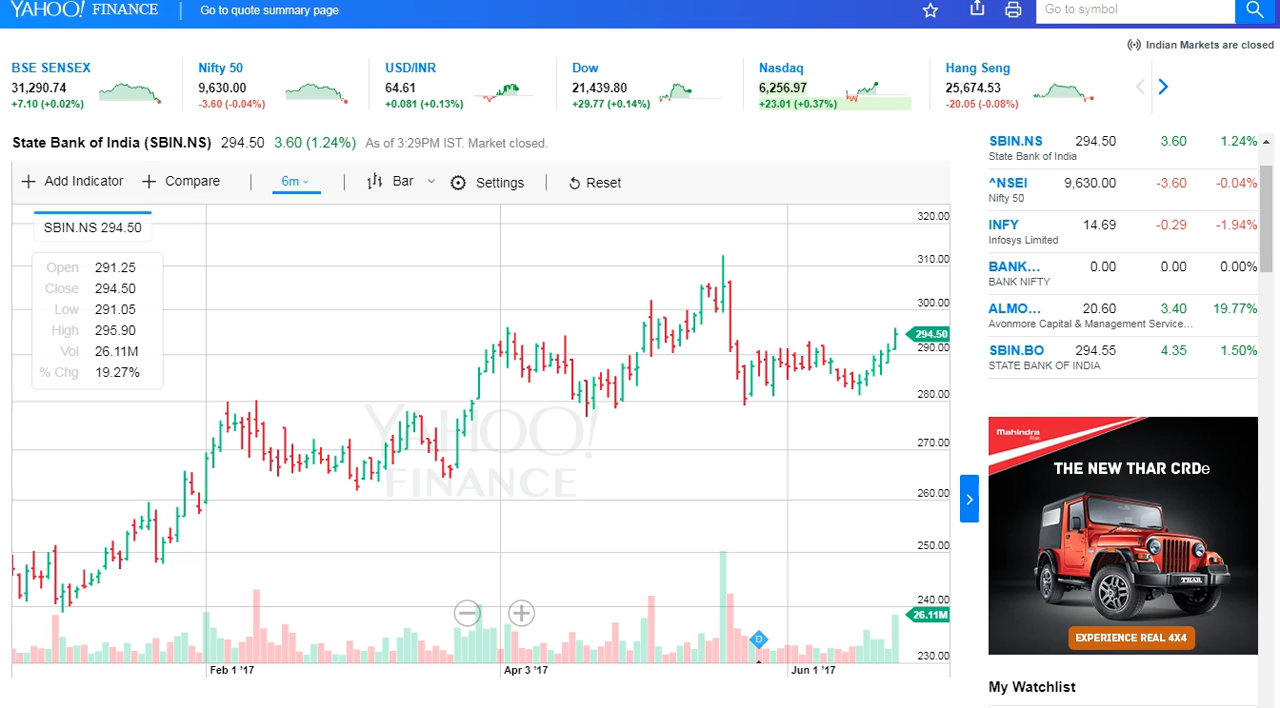 YAHOO! FINANCE | Go to quote summary page Go to symbol
Indian Markets are closed
BSE SENSEX Nifty 50 USD/INR Dow Nasdaq Hang Seng
31,290.74 9,630.00 64.61 21,439.80 6,256.97 25,674.53
+7.10 (+0.02%) -3.60 (-0.04%) +0.081 (+0.13%) +29.77 (+0.14%) +23.01 (+0.37%) -20.05 (-0.08%)
State Bank of India (SBIN.NS) 294.50 3.60 (1.24%) As of 3:29PM IST. Market closed.
Add Indicator Compare 6m Bar Settings Reset
SBIN.NS 294.50
Open 291.25
Close 294.50
Low 291.05
High 295.90
Vol 26.11M
% Chg 19.27%
YAHOO!
FINANCE
320.00
310.00
300.00
294.50
290.00
280.00
270.00
260.00
250.00
240.00
26.11M
230.00
D
Feb 1 '17 Apr 3 '17 Jun 1 '17
SBIN.NS 294.50 3.60 1.24%
State Bank of India
^NSEI 9,630.00 -3.60 -0.04%
Nifty 50
INFY 14.69 -0.29 -1.94%
Infosys Limited
BANK... 0.00 0.00 0.00%
BANK NIFTY
ALMO... 20.60 3.40 19.77%
Avonmore Capital & Management Service...
SBIN.BO 294.55 4.35 1.50%
STATE BANK OF INDIA
Mahindra
Rise.
THE NEW THAR CRDe
THAR
EXPERIENCE REAL 4X4
My Watchlist